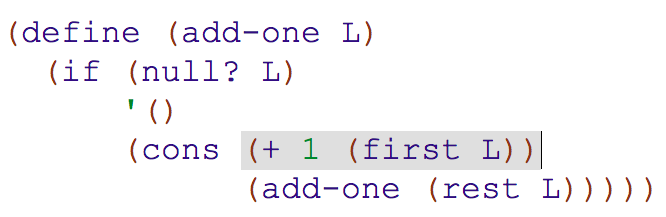 (define (add-one L)
  (if (null? L)
      '()
      (cons (+ 1 (first L))
            (add-one (rest L)))))